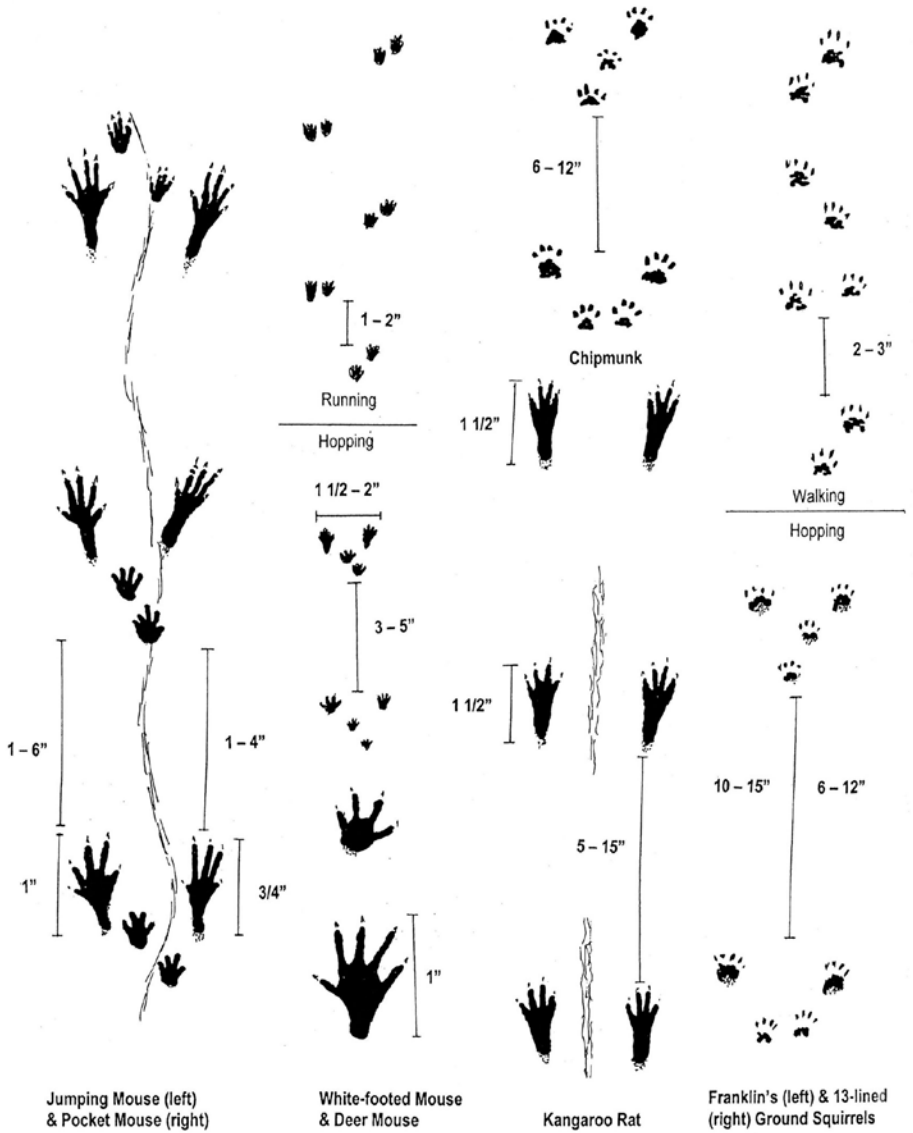 1 – 6”
1 – 4”
1”
3/4”
Jumping Mouse (left)
& Pocket Mouse (right)
1 – 2”
Running
Hopping
1 1/2 – 2”
3 – 5”
1”
White-footed Mouse
& Deer Mouse
6 – 12”
Chipmunk
1 1/2”
1 1/2”
5 – 15”
Kangaroo Rat
2 – 3”
Walking
Hopping
10 – 15”
6 – 12”
Franklin’s (left) & 13-lined
(right) Ground Squirrels